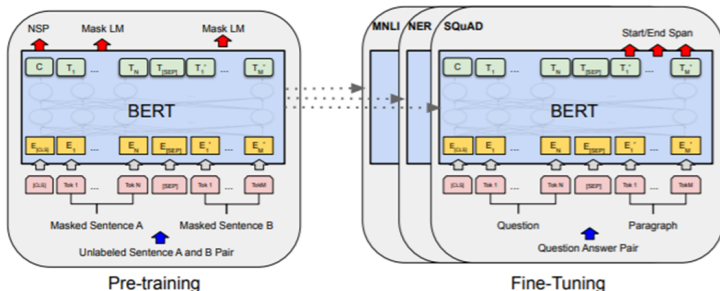 NSP Mask LM Mask LM
C T1 ... TN T[SEP] T1' ... TM'
BERT
E[CLS] E1 ... EN E[SEP] E1' ... EM'
[CLS] Tok 1 ... Tok N [SEP] Tok 1 ... TokM
Masked Sentence A Masked Sentence B
Unlabeled Sentence A and B Pair
Pre-training
MNLI NER SQuAD
Start/End Span
C T1 ... TN T[SEP] T1' ... TM'
BERT
E[CLS] E1 ... EN E[SEP] E1' ... EM'
[CLS] Tok 1 ... Tok N [SEP] Tok 1 ... TokM
Question Paragraph
Question Answer Pair
Fine-Tuning